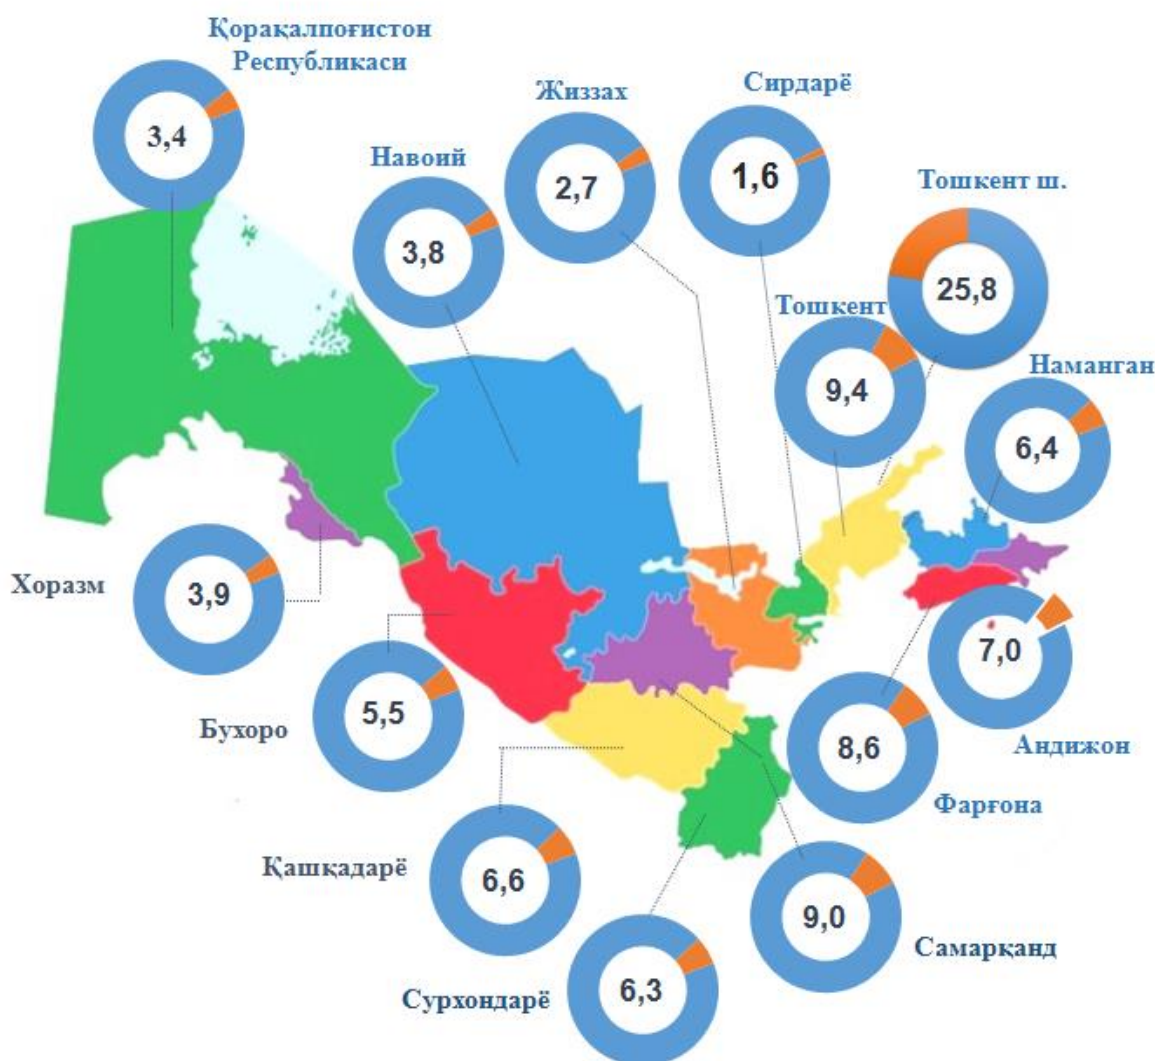 Қорақалпоғистон
Республикаси
3,4
Навоий
3,8
Жиззах
2,7
Сирдарё
1,6
Тошкент ш.
25,8
Тошкент
9,4
Наманган
6,4
Хоразм
3,9
Бухоро
5,5
7,0
Андижон
8,6
Фарғона
Қашқадарё
6,6
9,0
Самарқанд
Сурхондарё
6,3